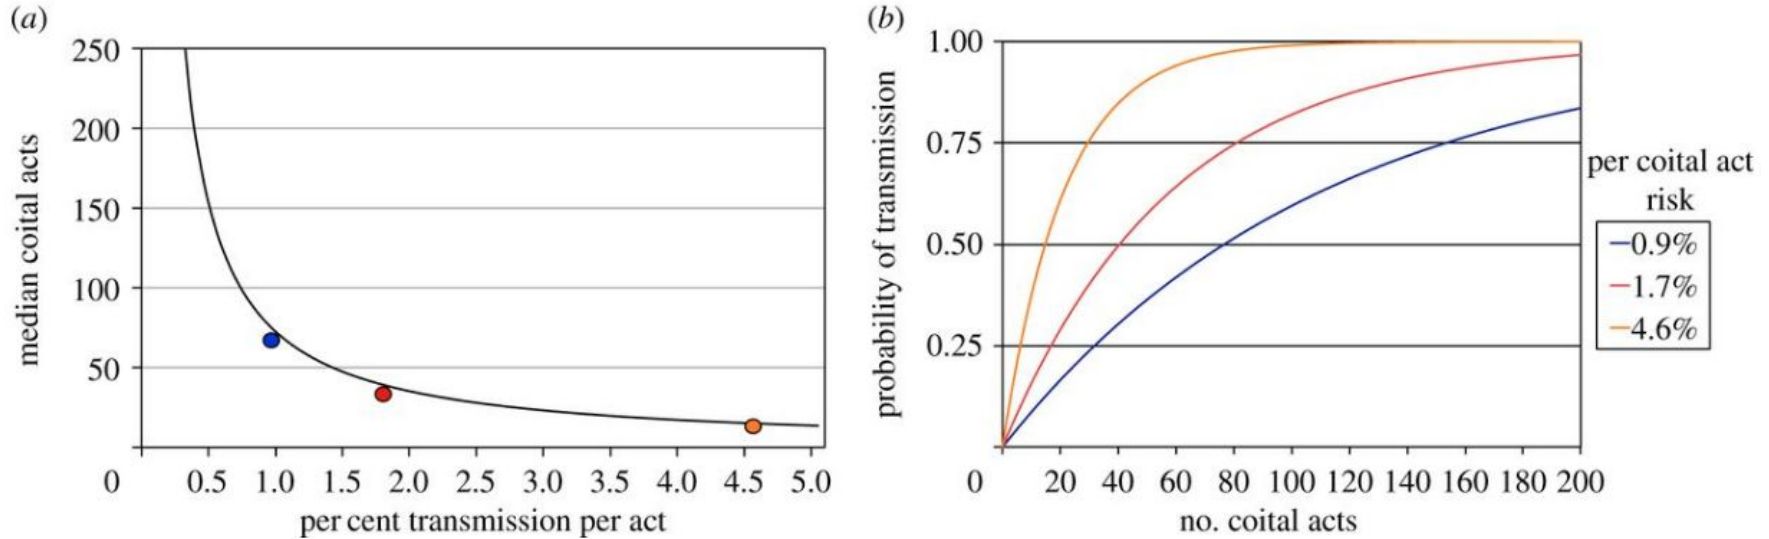 (a)
250
200
150
100
50
0
0.5 1.0 1.5 2.0 2.5 3.0 3.5 4.0 4.5 5.0
median coital acts
per cent transmission per act
(b)
1.00
0.75
0.50
0.25
0
20 40 60 80 100 120 140 160 180 200
probability of transmission
no. coital acts
per coital act
risk
0.9%
1.7%
4.6%